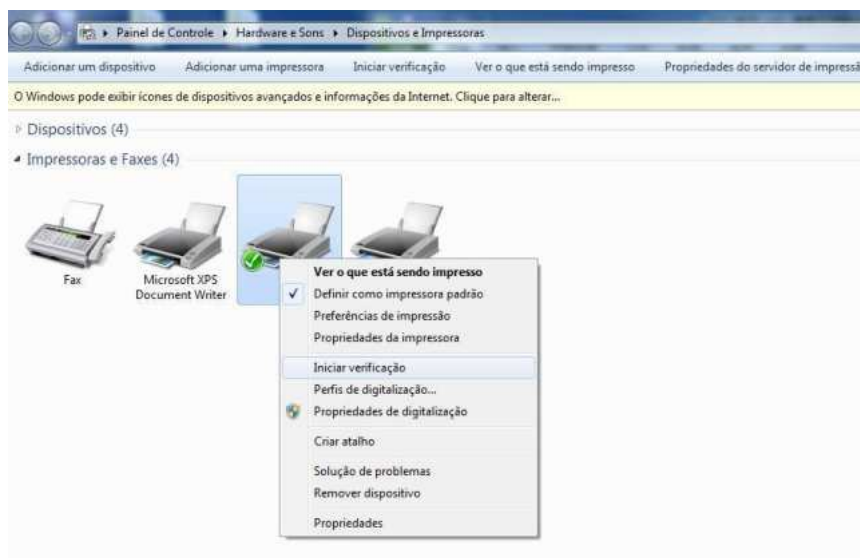 Painel de Controle Hardware e Sons Dispositivos e Impressoras
Adicionar um dispositivo Adicionar uma impressora Iniciar verificação Ver o que está sendo impresso Propriedades do servidor de impressã
O Windows pode exibir ícones de dispositivos avançados e informações da Internet. Clique para alterar...
Dispositivos (4)
Impressoras e Faxes (4)
Fax
Microsoft XPS
Document Writer
Ver o que está sendo impresso
Definir como impressora padrão
Preferências de impressão
Propriedades da impressora
Iniciar verificação
Perfis de digitalização...
Propriedades de digitalização
Criar atalho
Solução de problemas
Remover dispositivo
Propriedades